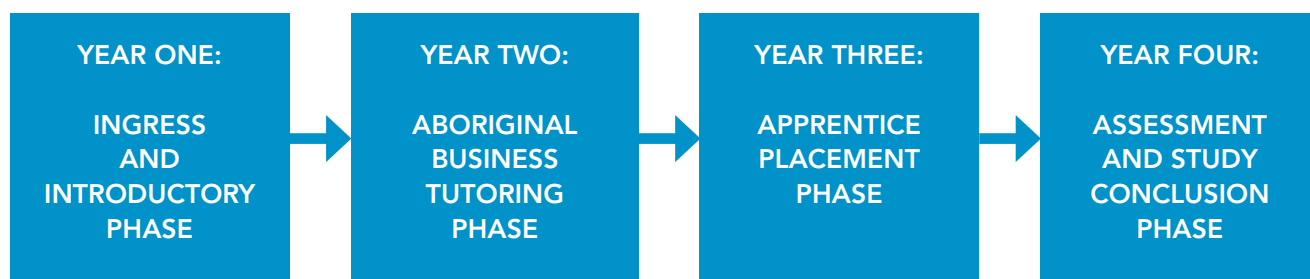 YEAR ONE:
INGRESS
AND
INTRODUCTORY
PHASE
YEAR TWO:
ABORIGINAL
BUSINESS
TUTORING
PHASE
YEAR THREE:
APPRENTICE
PLACEMENT
PHASE
YEAR FOUR:
ASSESSMENT
AND STUDY
CONCLUSION
PHASE